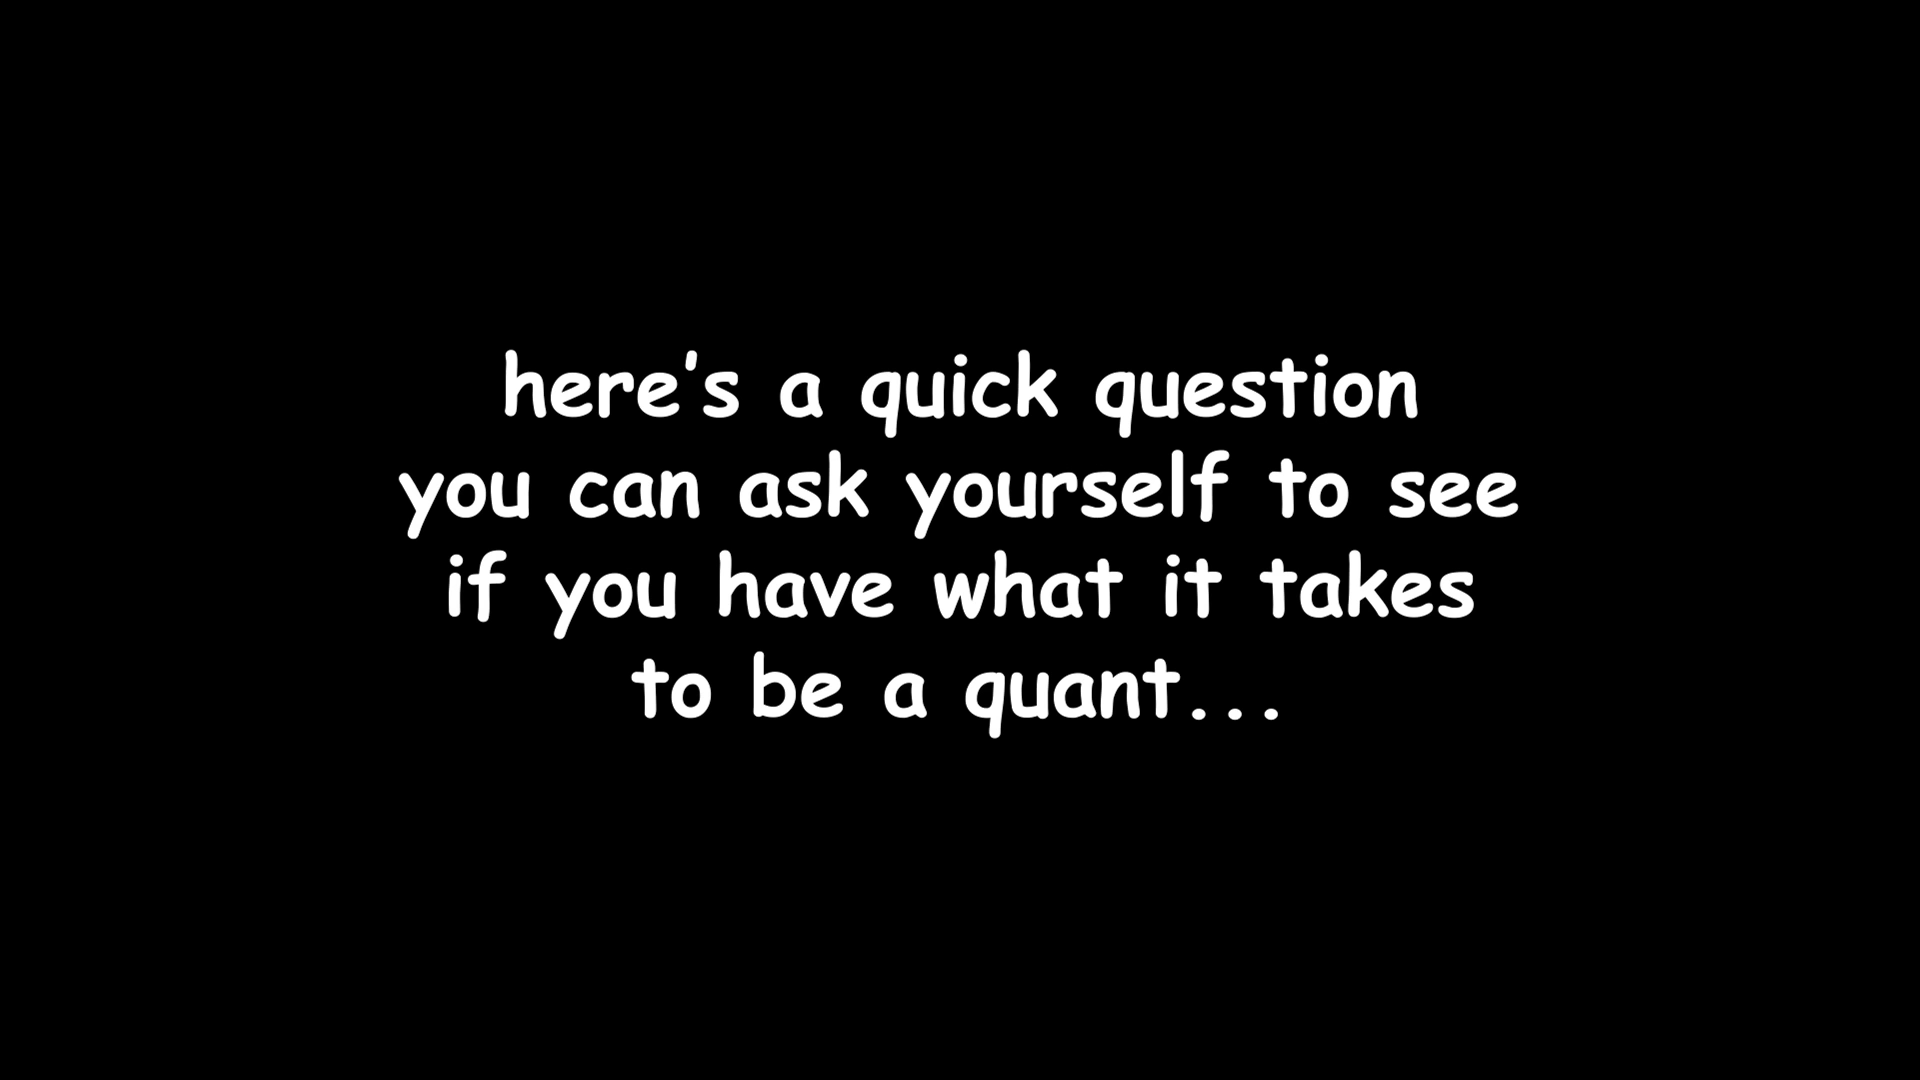 here's a quick question
you can ask yourself to see
if you have what it takes
to be a quant...